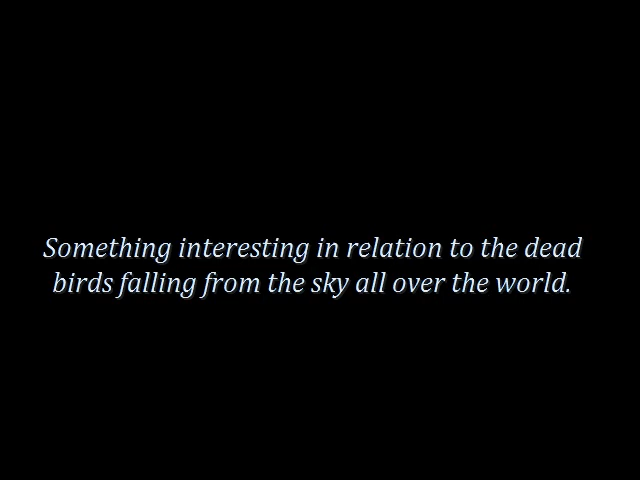 Something interesting in relation to the dead
birds falling from the sky all over the world.